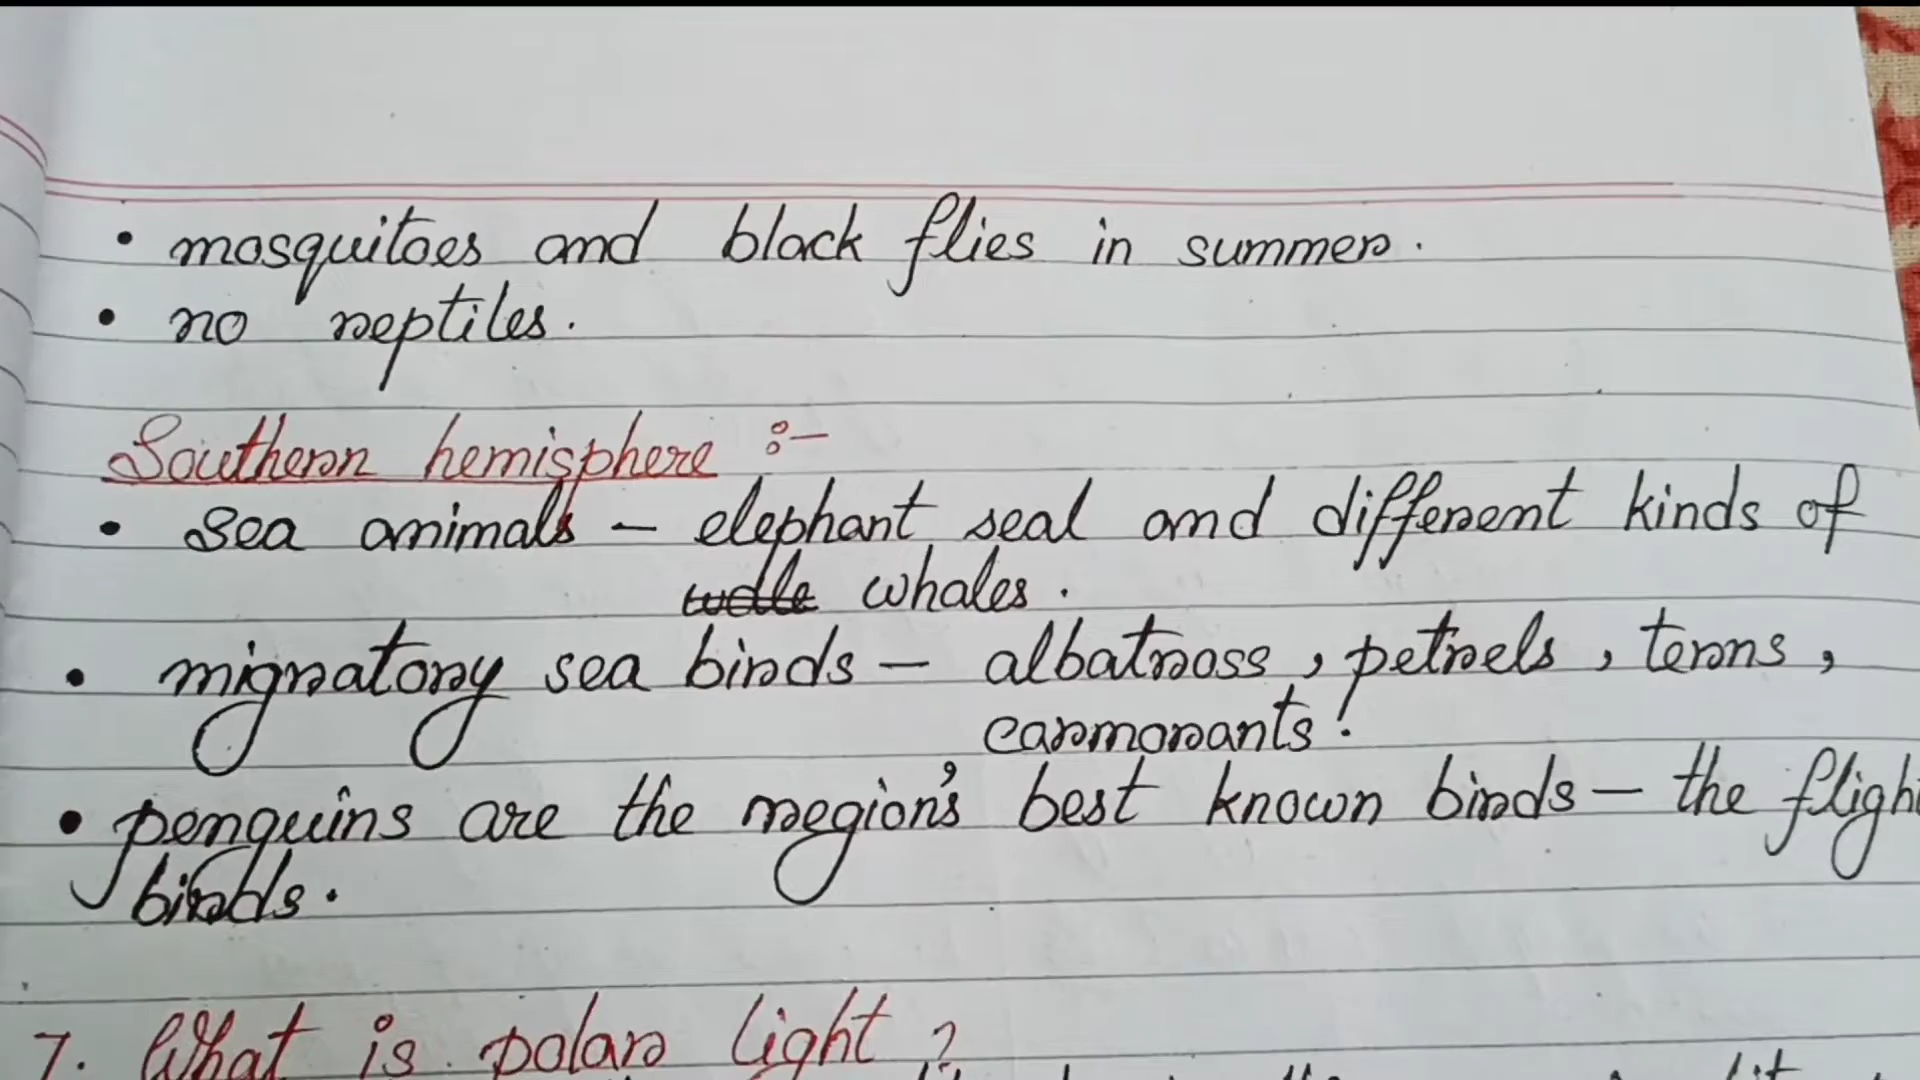 • mosquitoes and black flies in summer.
• no reptiles.
Southern hemisphere :-
• sea animals – elephant seal and different kinds of
whales.
• migratory sea birds – albatross, petrels, terns,
carmorants.
• penguins are the region's best known birds – the fligh
birds.
7. What is polar light ?